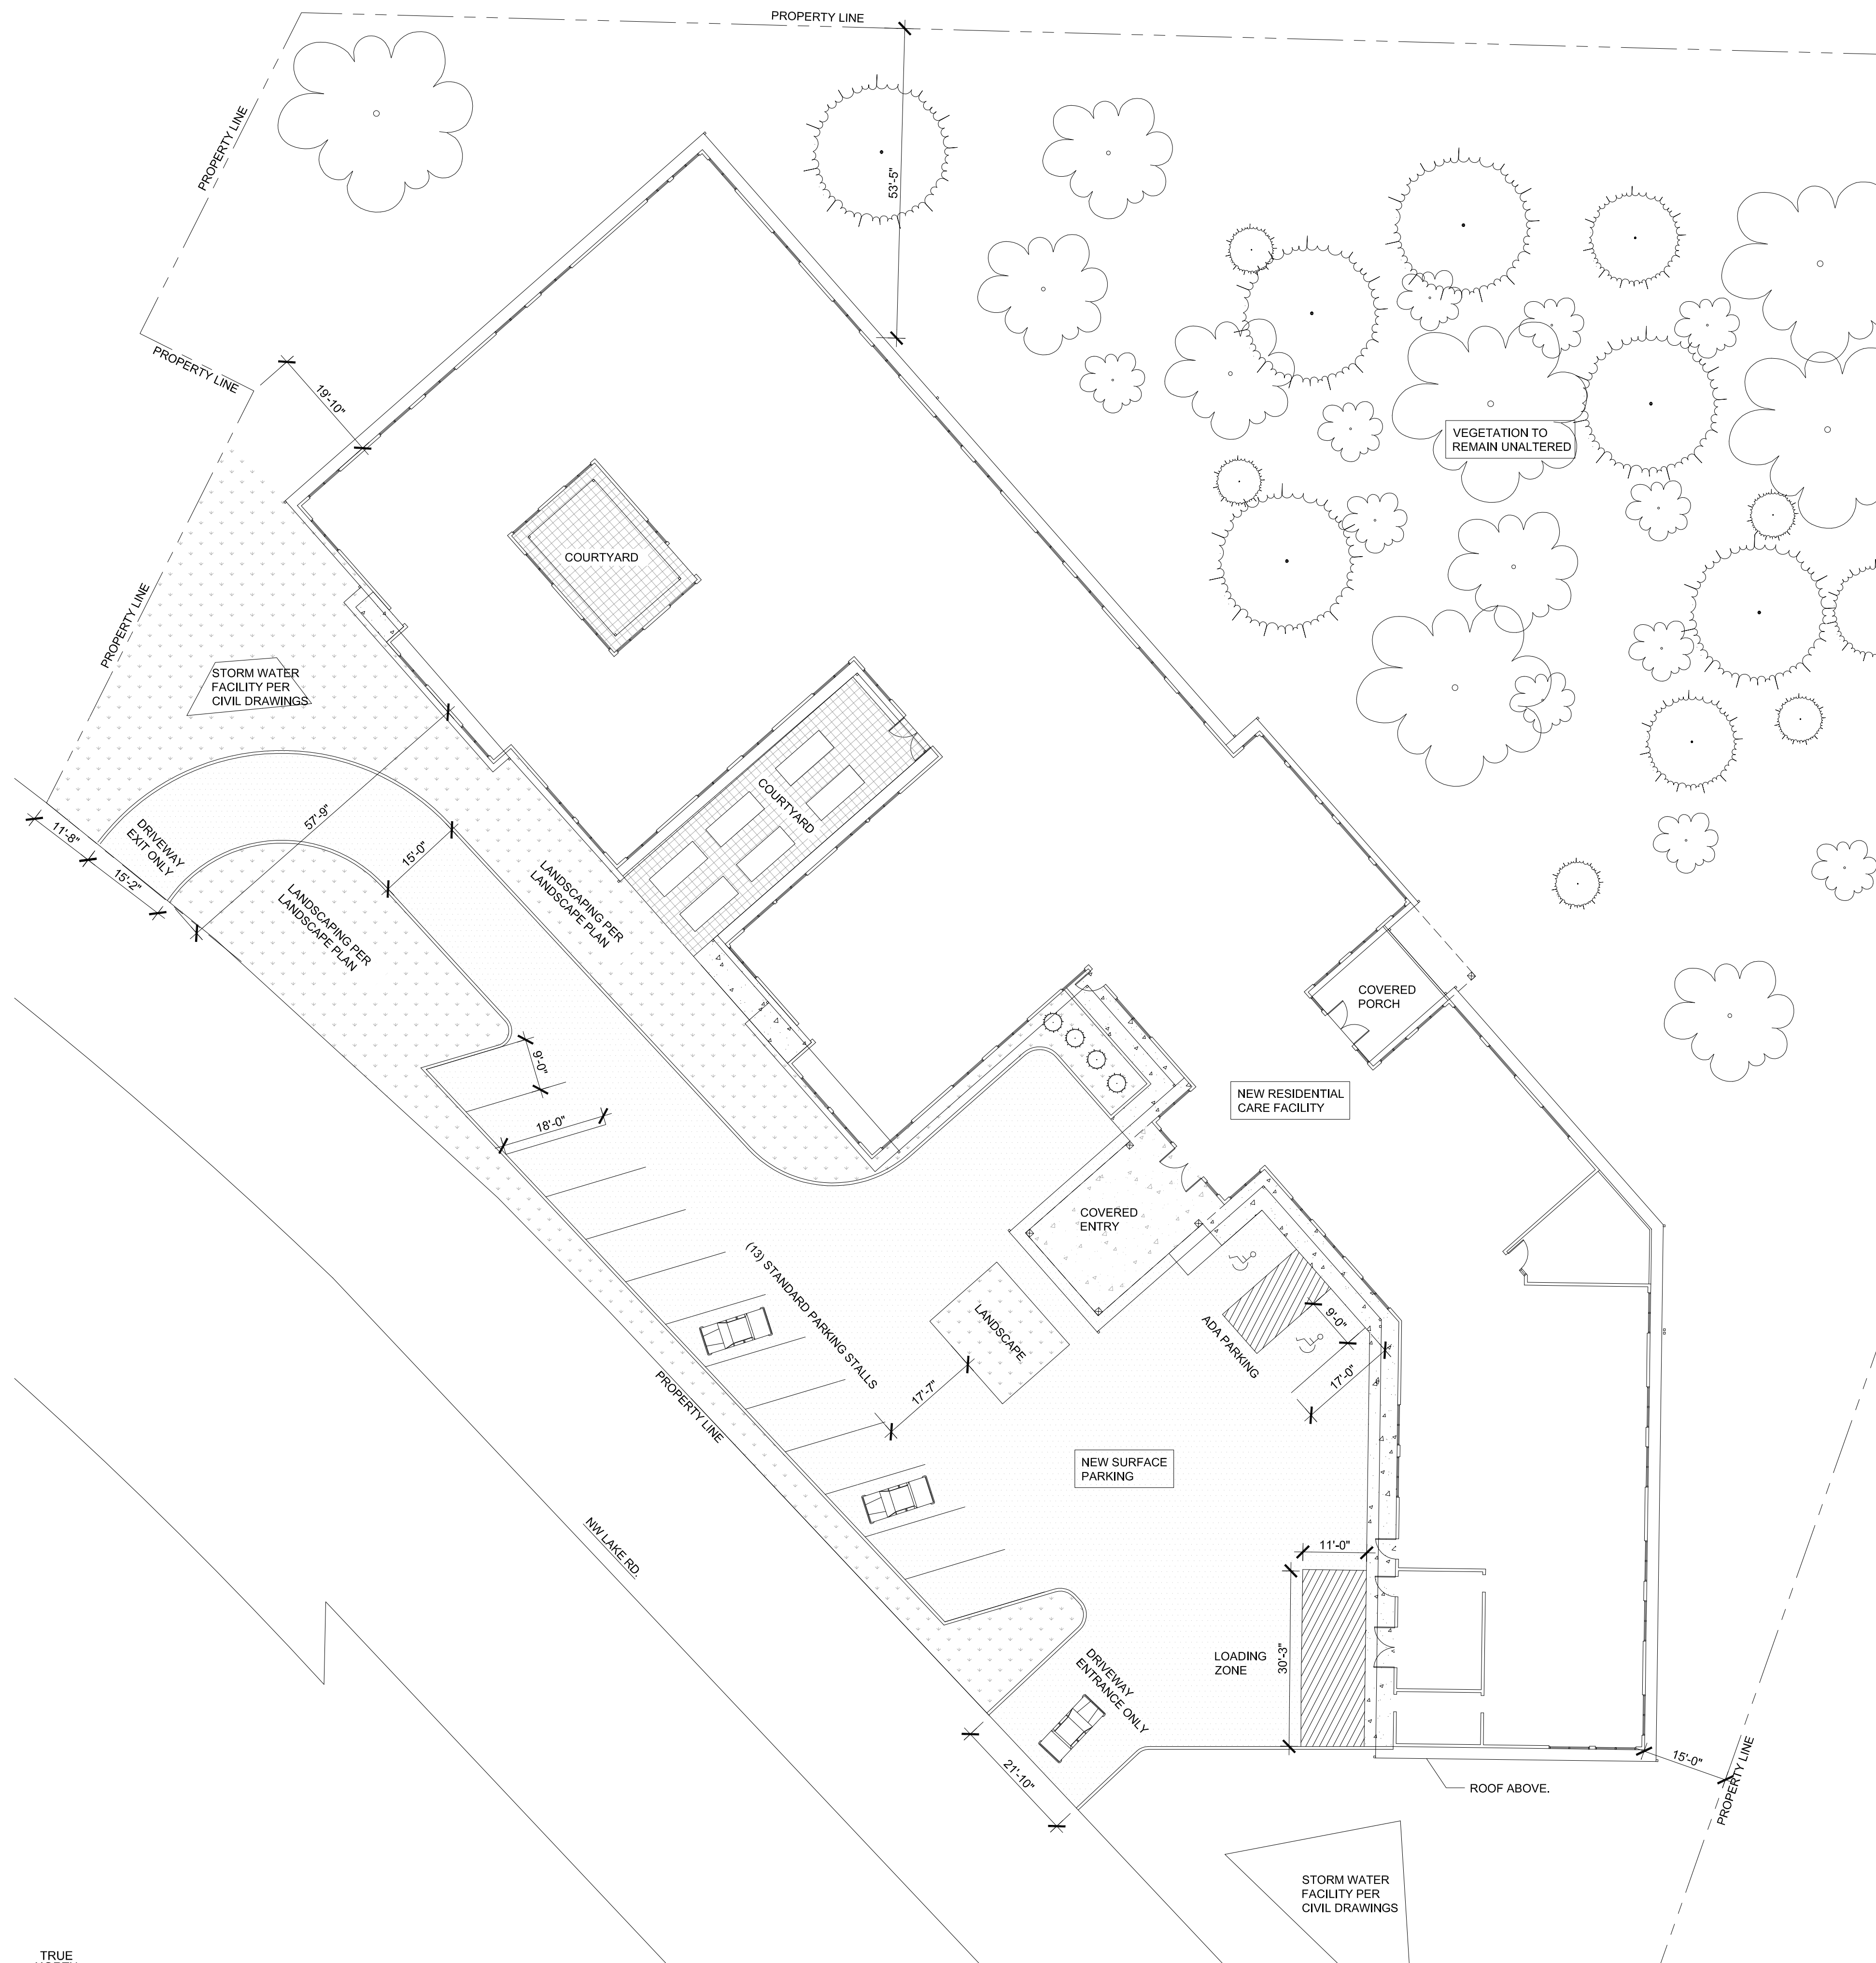 PROPERTY LINE
PROPERTY LINE
53'-5"
PROPERTY LINE
19'-10"
VEGETATION TO
REMAIN UNALTERED
COURTYARD
PROPERTY LINE
STORM WATER
FACILITY PER
CIVIL DRAWINGS
57'-9"
COURTYARD
11'-8"
DRIVEWAY
EXIT ONLY
15'-2"
15'-0"
LANDSCAPING PER
LANDSCAPE PLAN
LANDSCAPING PER
LANDSCAPE PLAN
COVERED
PORCH
9'-0"
18'-0"
NEW RESIDENTIAL
CARE FACILITY
COVERED
ENTRY
(13) STANDARD PARKING STALLS
LANDSCAPE
ADA PARKING
9'-0"
17'-0"
17'-7"
PROPERTY LINE
NEW SURFACE
PARKING
NW LAKE RD.
11'-0"
LOADING
ZONE
30'-3"
DRIVEWAY
ENTRANCE ONLY
21'-10"
15'-0"
PROPERTY LINE
ROOF ABOVE.
STORM WATER
FACILITY PER
CIVIL DRAWINGS
TRUE